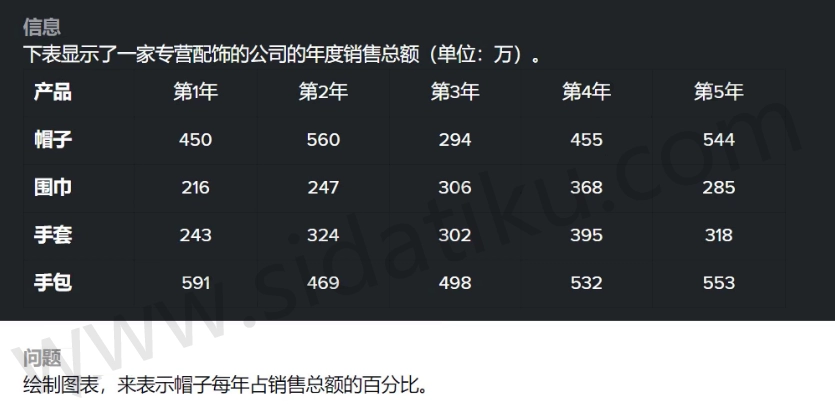 信息
下表显示了一家专营配饰的公司的年度销售总额（单位：万）。
产品 第1年 第2年 第3年 第4年 第5年
帽子 450 560 294 455 544
围巾 216 247 306 368 285
手套 243 324 302 395 318
手包 591 469 498 532 553
www.sidatiku.com
问题
绘制图表，来表示帽子每年占销售总额的百分比。